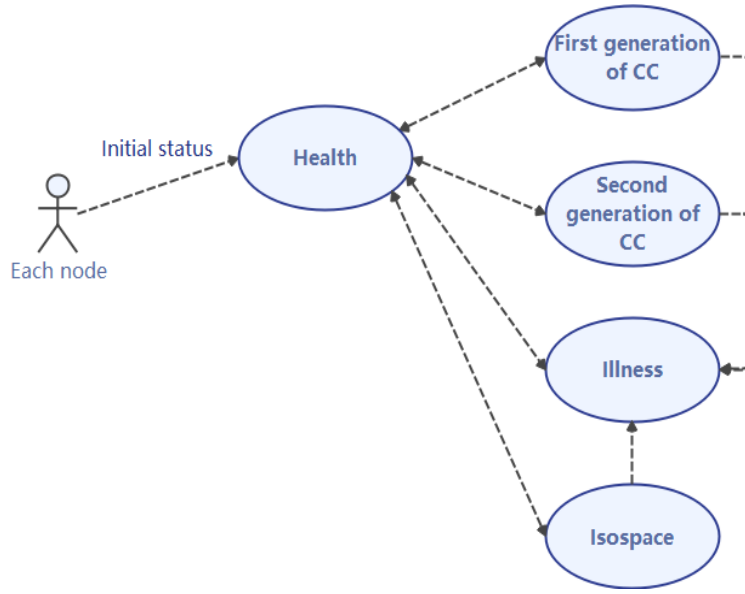 First generation
of CC
Initial status
Health
Second
generation of
CC
Each node
Illness
Isospace